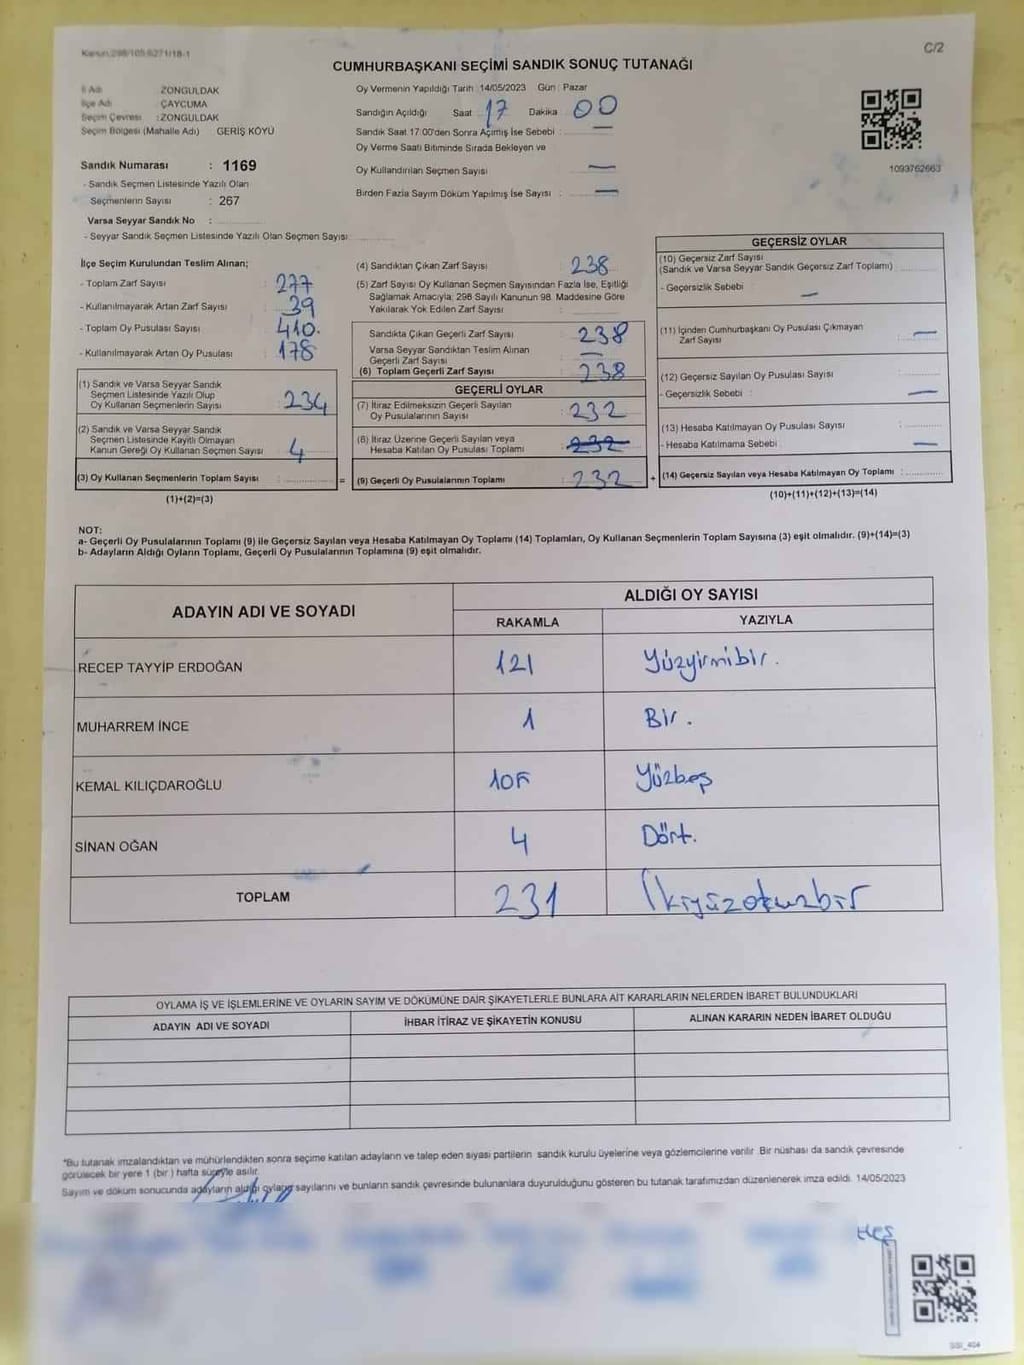 Kanun:298/105.6271/18-1
C/2
CUMHURBAŞKANI SEÇİMİ SANDIK SONUÇ TUTANAĞI
İl Adı ZONGULDAK
İlçe Adı ÇAYCUMA
Seçim Çevresi :ZONGULDAK
Seçim Bölgesi (Mahalle Adı) GERİŞ KÖYÜ
Sandık Numarası : 1169
- Sandık Seçmen Listesinde Yazılı Olan
Seçmenlerin Sayısı : 267
Varsa Seyyar Sandık No :
- Seyyar Sandık Seçmen Listesinde Yazılı Olan Seçmen Sayısı:
Oy Vermenin Yapıldığı Tarih 14/05/2023 Gün : Pazar
Sandığın Açıldığı Saat 17 Dakika 00
Sandık Saat 17.00'den Sonra Açılmış İse Sebebi : —
Oy Verme Saati Bitiminde Sırada Bekleyen ve
Oy Kullandırılan Seçmen Sayısı —
Birden Fazla Sayım Döküm Yapılmış İse Sayısı : —
1093762663
İlçe Seçim Kurulundan Teslim Alınan;
- Toplam Zarf Sayısı : 277
- Kullanılmayarak Artan Zarf Sayısı : 39
- Toplam Oy Pusulası Sayısı : 410.
- Kullanılmayarak Artan Oy Pusulası : 178
(1) Sandık ve Varsa Seyyar Sandık
Seçmen Listesinde Yazılı Olup
Oy Kullanan Seçmenlerin Sayısı : 234
(2) Sandık ve Varsa Seyyar Sandık
Seçmen Listesinde Kayıtlı Olmayan
Kanun Gereği Oy Kullanan Seçmen Sayısı : 4
(3) Oy Kullanan Seçmenlerin Toplam Sayısı :
(1)+(2)=(3)
(4) Sandıktan Çıkan Zarf Sayısı : 238
(5) Zarf Sayısı Oy Kullanan Seçmen Sayısından Fazla İse, Eşitliği
Sağlamak Amacıyla, 298 Sayılı Kanunun 98. Maddesine Göre
Yakılarak Yok Edilen Zarf Sayısı :
Sandıkta Çıkan Geçerli Zarf Sayısı : 238
Varsa Seyyar Sandıktan Teslim Alınan
Geçerli Zarf Sayısı : —
(6) Toplam Geçerli Zarf Sayısı : 238
GEÇERLİ OYLAR
(7) İtiraz Edilmeksizin Geçerli Sayılan
Oy Pusulalarının Sayısı : 232
(8) İtiraz Üzerine Geçerli Sayılan veya
Hesaba Katılan Oy Pusulası Toplamı : 232
= (9) Geçerli Oy Pusulalarının Toplamı : 232 +
GEÇERSİZ OYLAR
(10) Geçersiz Zarf Sayısı
(Sandık ve Varsa Seyyar Sandık Geçersiz Zarf Toplamı)
- Geçersizlik Sebebi : —
(11) İçinden Cumhurbaşkanı Oy Pusulası Çıkmayan
Zarf Sayısı : —
(12) Geçersiz Sayılan Oy Pusulası Sayısı :
- Geçersizlik Sebebi : —
(13) Hesaba Katılmayan Oy Pusulası Sayısı :
- Hesaba Katılmama Sebebi : —
(14) Geçersiz Sayılan veya Hesaba Katılmayan Oy Toplamı :
(10)+(11)+(12)+(13)=(14)
NOT:
a- Geçerli Oy Pusulalarının Toplamı (9) ile Geçersiz Sayılan veya Hesaba Katılmayan Oy Toplamı (14) Toplamları, Oy Kullanan Seçmenlerin Toplam Sayısına (3) eşit olmalıdır. (9)+(14)=(3)
b- Adayların Aldığı Oyların Toplamı, Geçerli Oy Pusulalarının Toplamına (9) eşit olmalıdır.
ADAYIN ADI VE SOYADI ALDIĞI OY SAYISI
RAKAMLA YAZIYLA
RECEP TAYYİP ERDOĞAN 121 Yüzyirmibir.
MUHARREM İNCE 1 Bir.
KEMAL KILIÇDAROĞLU 105 Yüzbeş
SİNAN OĞAN 4 Dört.
TOPLAM 231 İkiyüzotuzbir
OYLAMA İŞ VE İŞLEMLERİNE VE OYLARIN SAYIM VE DÖKÜMÜNE DAİR ŞİKAYETLERLE BUNLARA AİT KARARLARIN NELERDEN İBARET BULUNDUKLARI
ADAYIN ADI VE SOYADI İHBAR İTİRAZ VE ŞİKAYETİN KONUSU ALINAN KARARIN NEDEN İBARET OLDUĞU
*Bu tutanak imzalandıktan ve mühürlendikten sonra seçime katılan adayların ve talep eden siyasi partilerin sandık kurulu üyelerine veya gözlemcilerine verilir. Bir nüshası da sandık çevresinde
görülecek bir yere 1 (bir) hafta süreyle asılır.
Sayım ve döküm sonucunda adayların aldığı oyların sayılarını ve bunların sandık çevresinde bulunanlara duyurulduğunu gösteren bu tutanak tarafımızdan düzenlenerek imza edildi. 14/05/2023